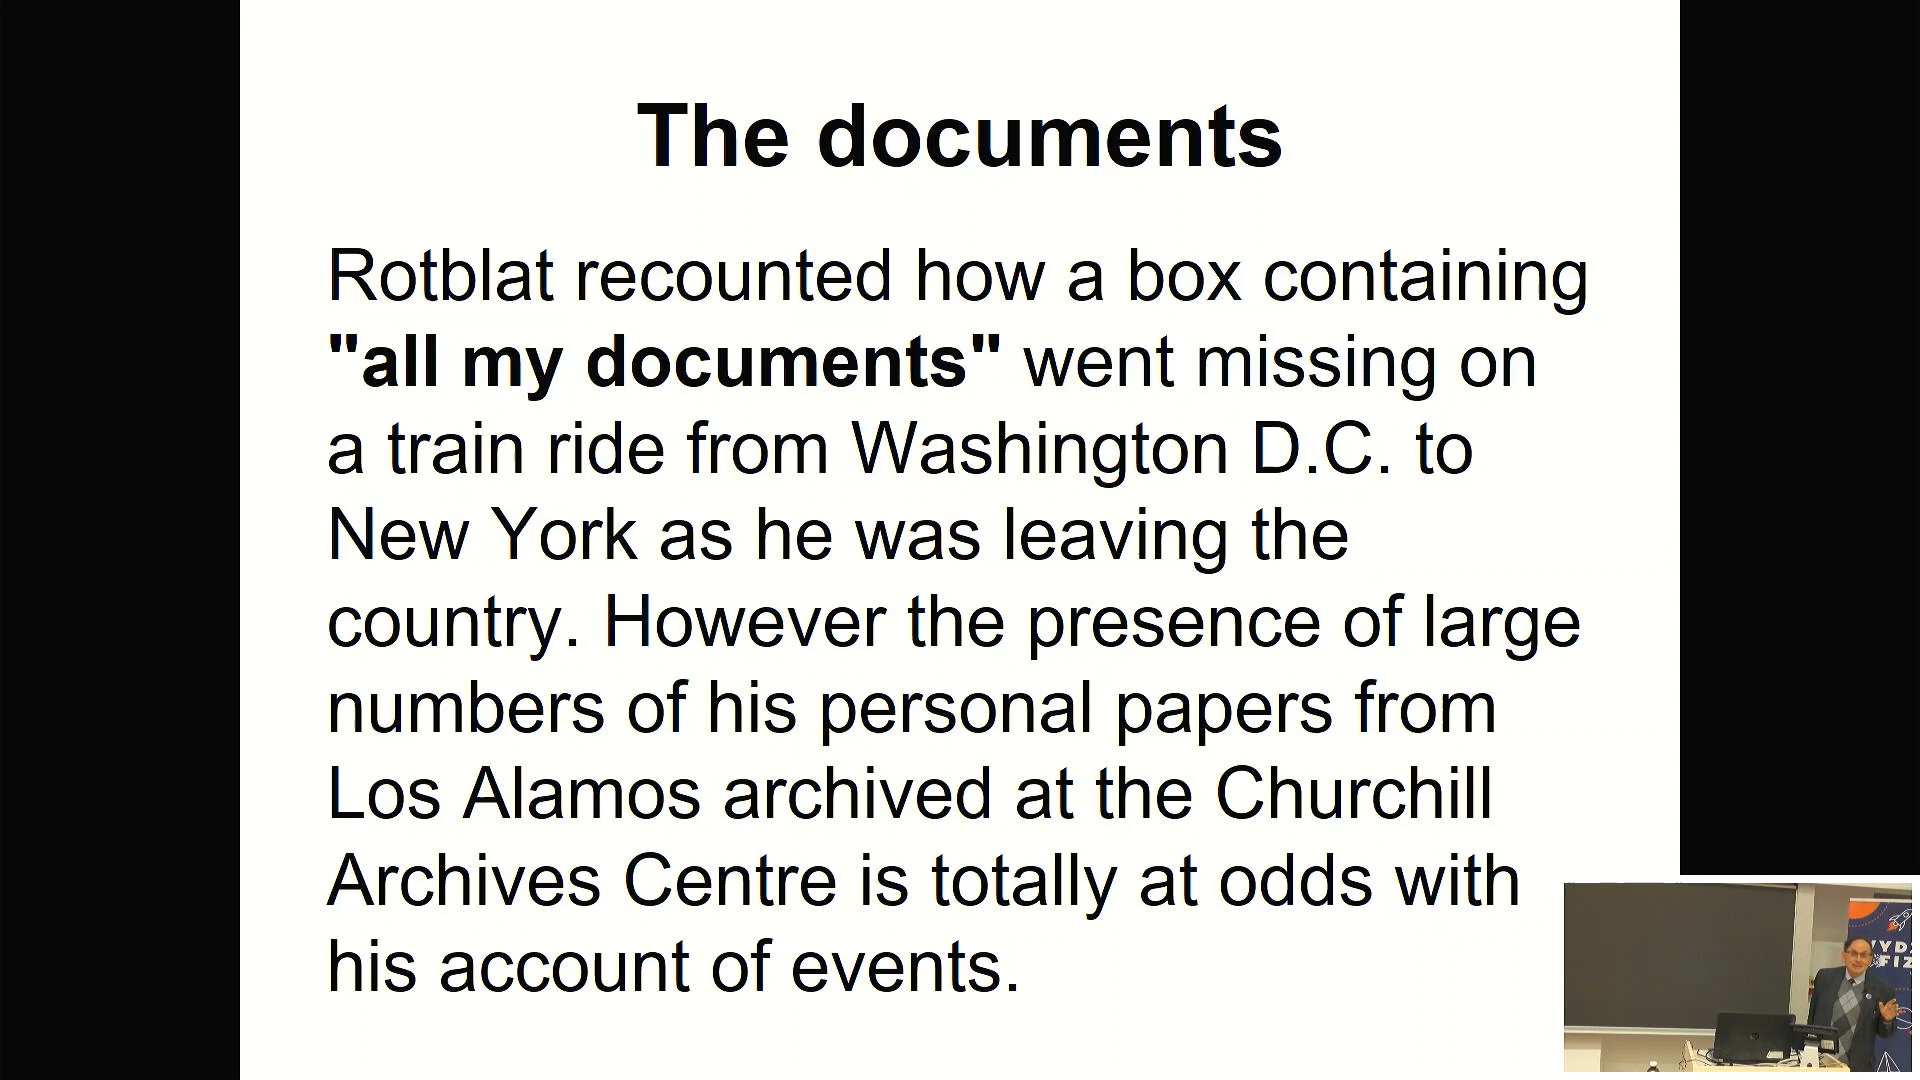 The documents
Rotblat recounted how a box containing
"all my documents" went missing on
a train ride from Washington D.C. to
New York as he was leaving the
country. However the presence of large
numbers of his personal papers from
Los Alamos archived at the Churchill
Archives Centre is totally at odds with
his account of events.